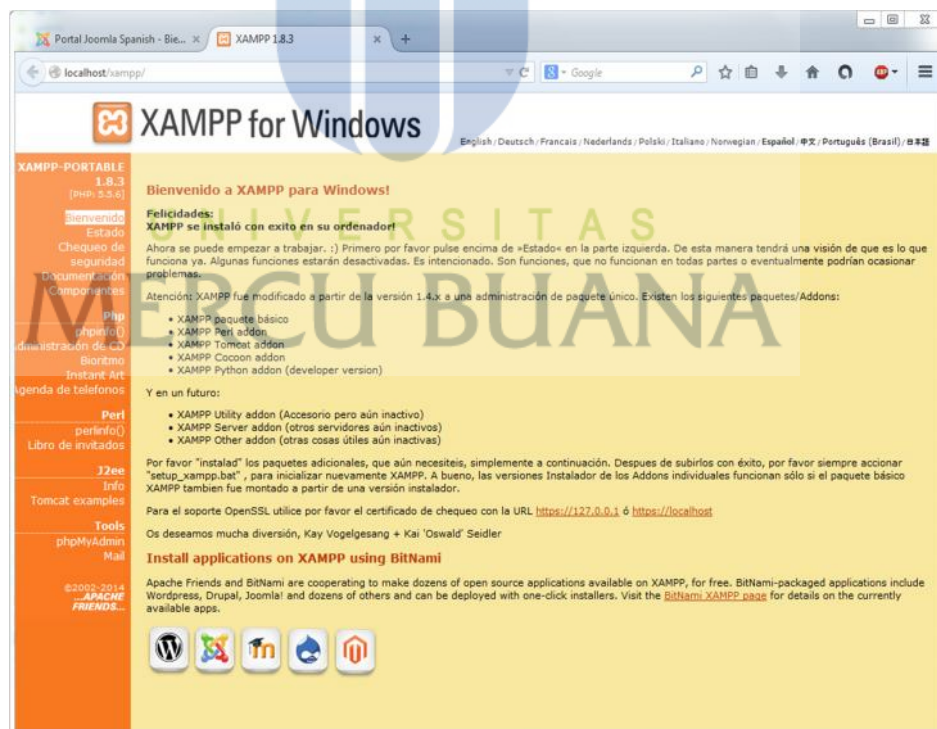 Portal Joomla Spanish - Bie...
XAMPP 1.8.3
localhost/xampp/
Google
XAMPP for Windows
English / Deutsch / Francais / Nederlands / Polski / Italiano / Norwegian / Español / 中文 / Português (Brasil) / 日本語
XAMPP-PORTABLE
1.8.3
[PHP: 5.5.6]
Bienvenido
Estado
Chequeo de
seguridad
Documentación
Componentes
Php
phpinfo()
dministración de CD
Bioritmo
Instant Art
Agenda de telefonos
Perl
perlinfo()
Libro de invitados
J2ee
Info
Tomcat examples
Tools
phpMyAdmin
Mail
©2002-2014
...APACHE
FRIENDS...
Bienvenido a XAMPP para Windows!
Felicidades:
XAMPP se instaló con exito en su ordenador!
Ahora se puede empezar a trabajar. :) Primero por favor pulse encima de »Estado« en la parte izquierda. De esta manera tendrá una visión de que es lo que
funciona ya. Algunas funciones estarán desactivadas. Es intencionado. Son funciones, que no funcionan en todas partes o eventualmente podrían ocasionar
problemas.
Atención: XAMPP fue modificado a partir de la versión 1.4.x a una administración de paquete único. Existen los siguientes paquetes/Addons:
• XAMPP paquete básico
• XAMPP Perl addon
• XAMPP Tomcat addon
• XAMPP Cocoon addon
• XAMPP Python addon (developer version)
Y en un futuro:
• XAMPP Utility addon (Accesorio pero aún inactivo)
• XAMPP Server addon (otros servidores aún inactivos)
• XAMPP Other addon (otras cosas útiles aún inactivas)
Por favor "instalad" los paquetes adicionales, que aún necesiteis, simplemente a continuación. Despues de subirlos con éxito, por favor siempre accionar
"setup_xampp.bat" , para inicializar nuevamente XAMPP. A bueno, las versiones Instalador de los Addons individuales funcionan sólo si el paquete básico
XAMPP tambien fue montado a partir de una versión instalador.
Para el soporte OpenSSL utilice por favor el certificado de chequeo con la URL https://127.0.0.1 ó https://localhost
Os deseamos mucha diversión, Kay Vogelgesang + Kai 'Oswald' Seidler
Install applications on XAMPP using BitNami
Apache Friends and BitNami are cooperating to make dozens of open source applications available on XAMPP, for free. BitNami-packaged applications include
Wordpress, Drupal, Joomla! and dozens of others and can be deployed with one-click installers. Visit the BitNami XAMPP page for details on the currently
available apps.
UNIVERSITAS
MERCU BUANA